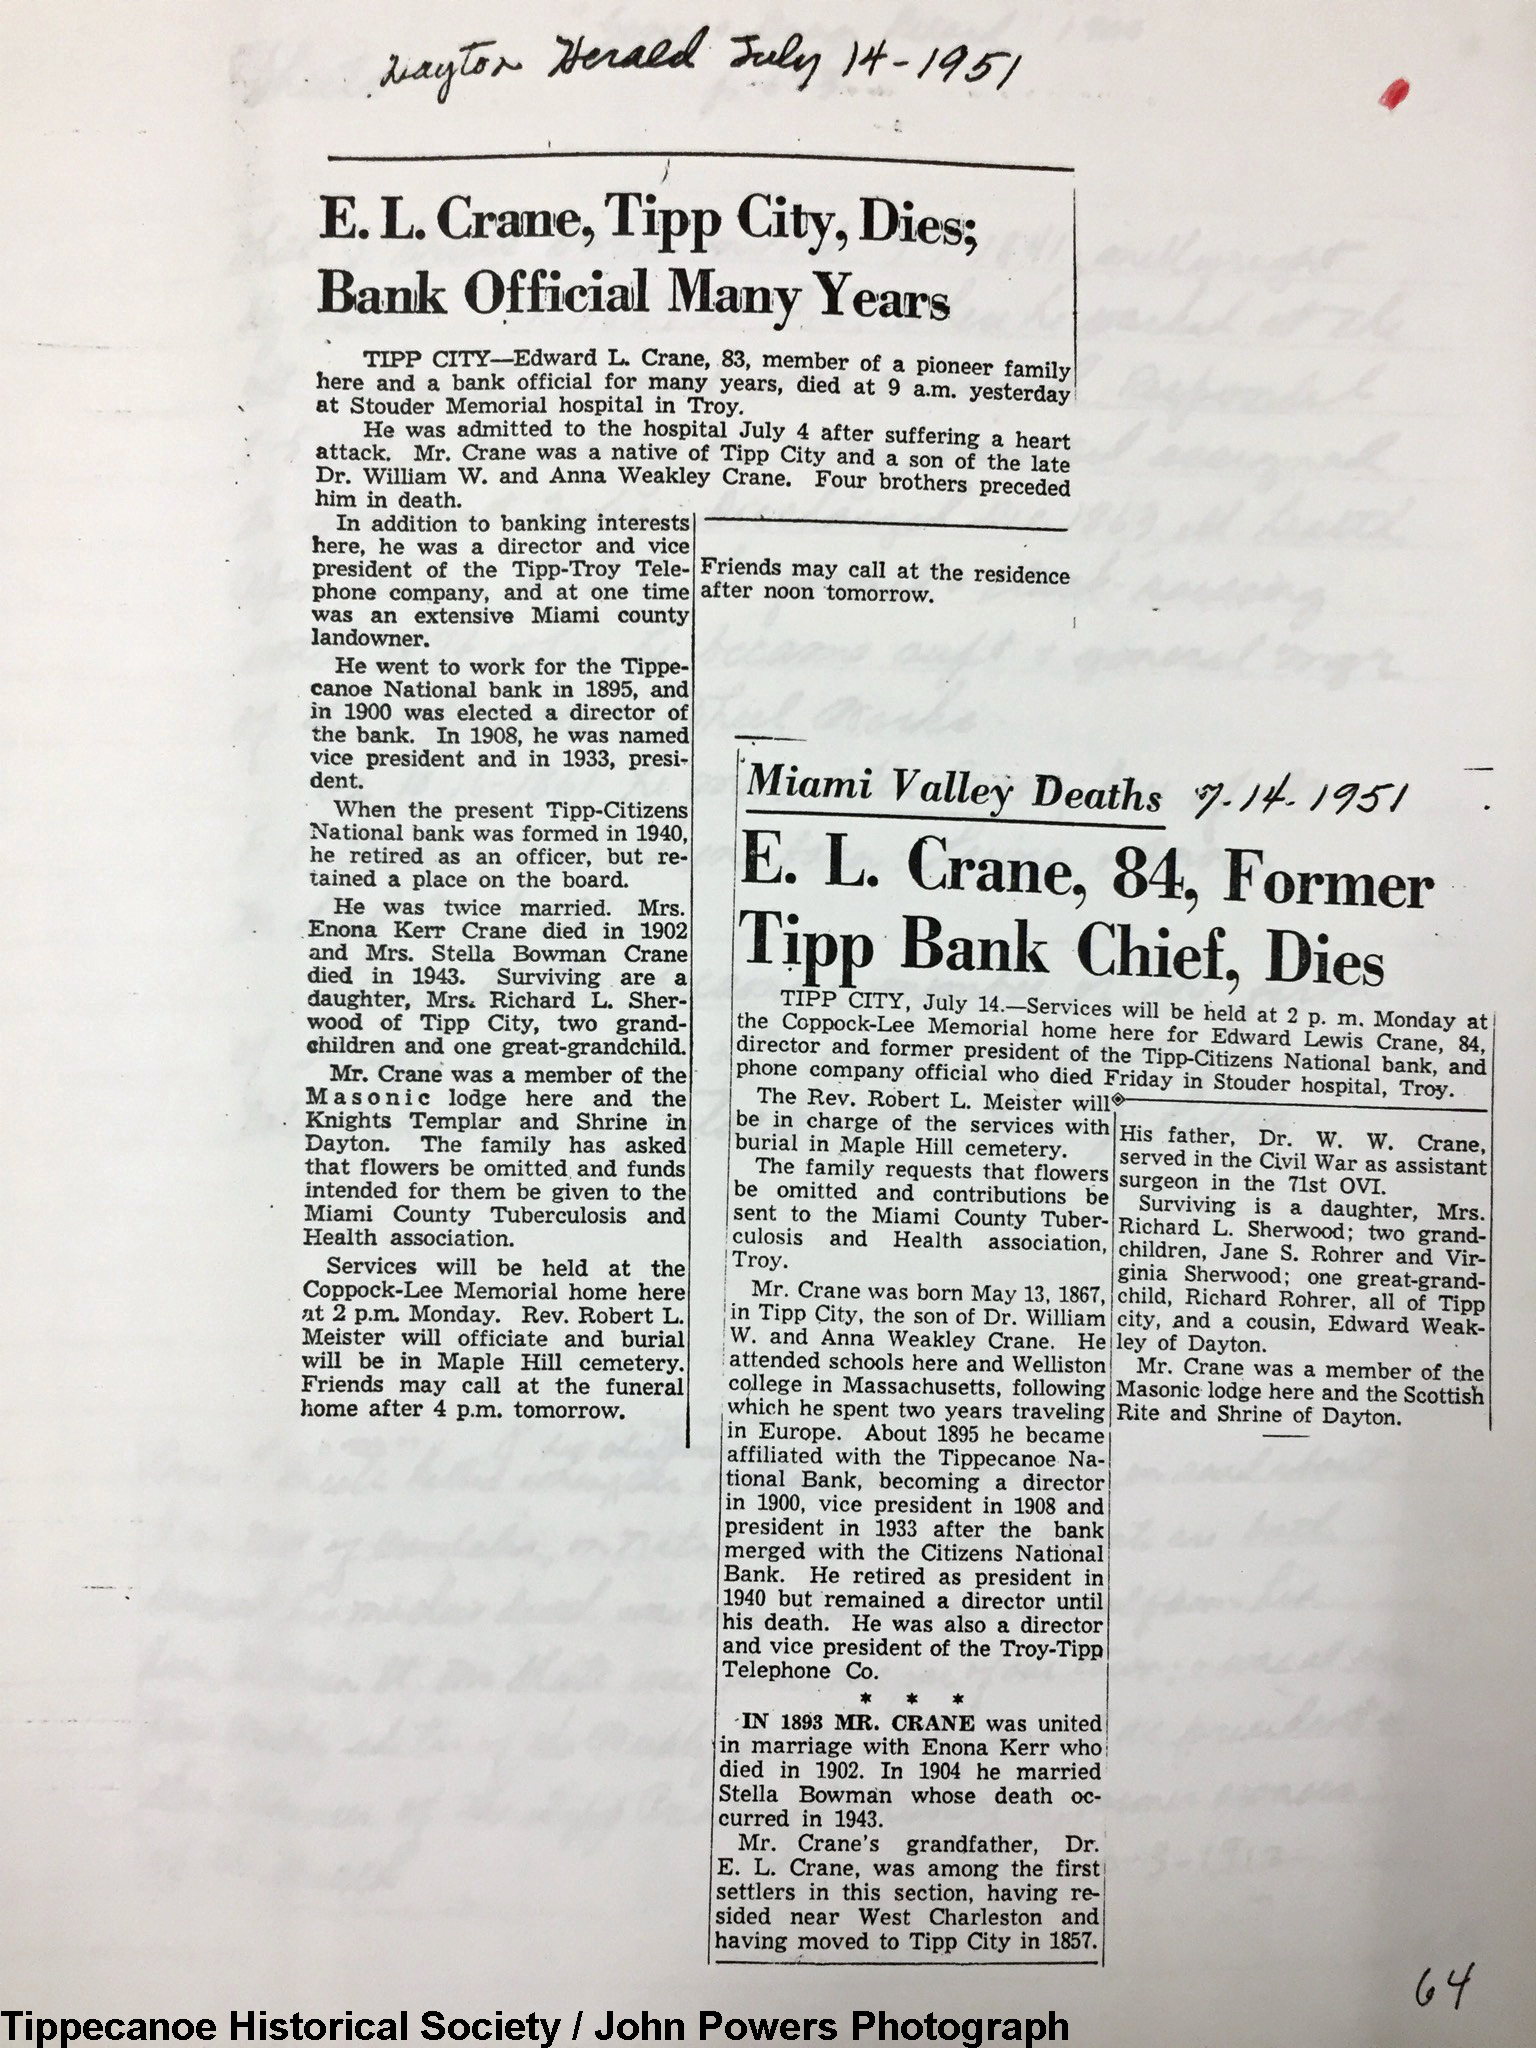 Dayton Herald July 14-1951
E. L. Crane, Tipp City, Dies;
Bank Official Many Years
TIPP CITY—Edward L. Crane, 83, member of a pioneer family
here and a bank official for many years, died at 9 a.m. yesterday
at Stouder Memorial hospital in Troy.
He was admitted to the hospital July 4 after suffering a heart
attack. Mr. Crane was a native of Tipp City and a son of the late
Dr. William W. and Anna Weakley Crane. Four brothers preceded
him in death.
In addition to banking interests
here, he was a director and vice
president of the Tipp-Troy Tele-
phone company, and at one time
was an extensive Miami county
landowner.
He went to work for the Tippe-
canoe National bank in 1895, and
in 1900 was elected a director of
the bank. In 1908, he was named
vice president and in 1933, presi-
dent.
When the present Tipp-Citizens
National bank was formed in 1940,
he retired as an officer, but re-
tained a place on the board.
He was twice married. Mrs.
Enona Kerr Crane died in 1902
and Mrs. Stella Bowman Crane
died in 1943. Surviving are a
daughter, Mrs. Richard L. Sher-
wood of Tipp City, two grand-
children and one great-grandchild.
Mr. Crane was a member of the
Masonic lodge here and the
Knights Templar and Shrine in
Dayton. The family has asked
that flowers be omitted and funds
intended for them be given to the
Miami County Tuberculosis and
Health association.
Services will be held at the
Coppock-Lee Memorial home here
at 2 p.m. Monday. Rev. Robert L.
Meister will officiate and burial
will be in Maple Hill cemetery.
Friends may call at the funeral
home after 4 p.m. tomorrow.
Friends may call at the residence
after noon tomorrow.
Miami Valley Deaths 7-14-1951
E. L. Crane, 84, Former
Tipp Bank Chief, Dies
TIPP CITY, July 14.—Services will be held at 2 p. m. Monday at
the Coppock-Lee Memorial home here for Edward Lewis Crane, 84,
director and former president of the Tipp-Citizens National bank, and
phone company official who died Friday in Stouder hospital, Troy.
The Rev. Robert L. Meister will
be in charge of the services with
burial in Maple Hill cemetery.
The family requests that flowers
be omitted and contributions be
sent to the Miami County Tuber-
culosis and Health association,
Troy.
Mr. Crane was born May 13, 1867,
in Tipp City, the son of Dr. William
W. and Anna Weakley Crane. He
attended schools here and Welliston
college in Massachusetts, following
which he spent two years traveling
in Europe. About 1895 he became
affiliated with the Tippecanoe Na-
tional Bank, becoming a director
in 1900, vice president in 1908 and
president in 1933 after the bank
merged with the Citizens National
Bank. He retired as president in
1940 but remained a director until
his death. He was also a director
and vice president of the Troy-Tipp
Telephone Co.
* * *
IN 1893 MR. CRANE was united
in marriage with Enona Kerr who
died in 1902. In 1904 he married
Stella Bowman whose death oc-
curred in 1943.
Mr. Crane's grandfather, Dr.
E. L. Crane, was among the first
settlers in this section, having re-
sided near West Charleston and
having moved to Tipp City in 1857.
His father, Dr. W. W. Crane,
served in the Civil War as assistant
surgeon in the 71st OVI.
Surviving is a daughter, Mrs.
Richard L. Sherwood; two grand-
children, Jane S. Rohrer and Vir-
ginia Sherwood; one great-grand-
child, Richard Rohrer, all of Tipp
city, and a cousin, Edward Weak-
ley of Dayton.
Mr. Crane was a member of the
Masonic lodge here and the Scottish
Rite and Shrine of Dayton.
64
Tippecanoe Historical Society / John Powers Photograph